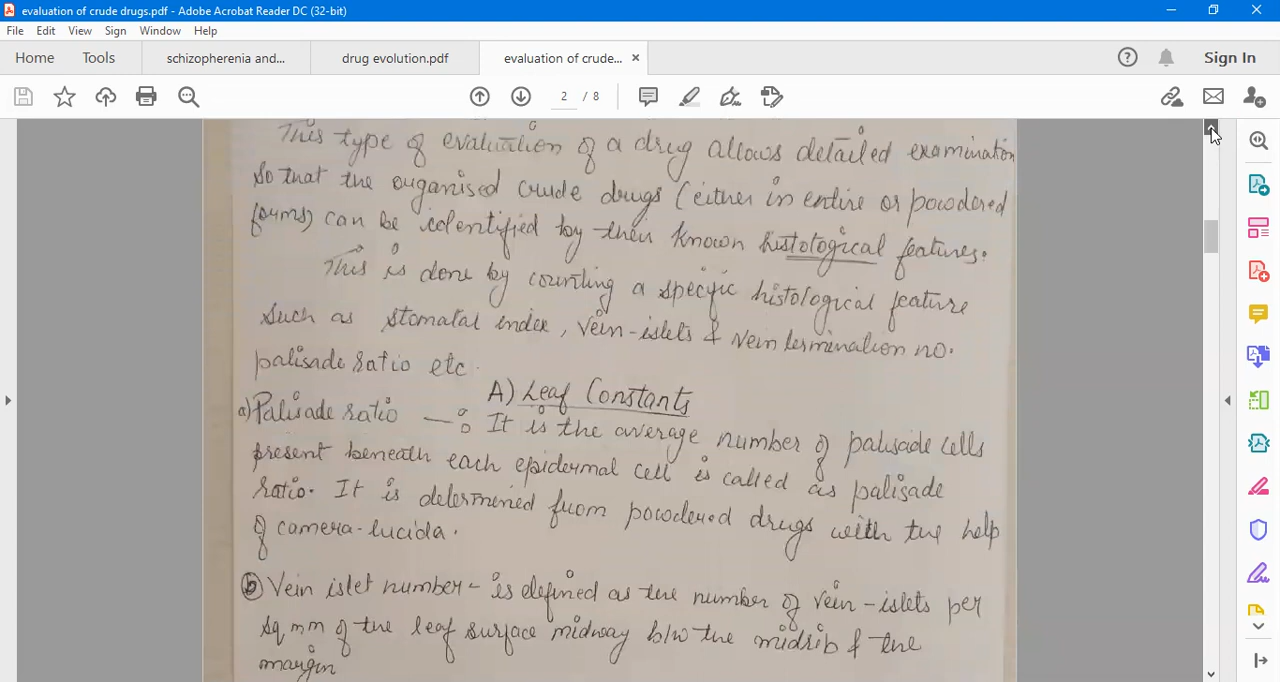 evaluation of crude drugs.pdf - Adobe Acrobat Reader DC (32-bit)
File Edit View Sign Window Help
Home Tools schizopherenia and... drug evolution.pdf evaluation of crude... × Sign In
2 / 8
This type of evaluation of a drug allows detailed examination
so that the organised crude drugs (either in entire or powdered
forms) can be identified by their known histological features.
This is done by counting a specific histological feature
such as stomatal index, vein-islets & vein termination no.
palisade ratio etc.
A) Leaf Constants
a) Palisade ratio —: It is the average number of palisade cells
present beneath each epidermal cell is called as palisade
ratio. It is determined from powdered drugs with the help
of camera-lucida.
b) Vein islet number - is defined as the number of vein-islets per
sq mm of the leaf surface midway b/w the midrib & the
margin